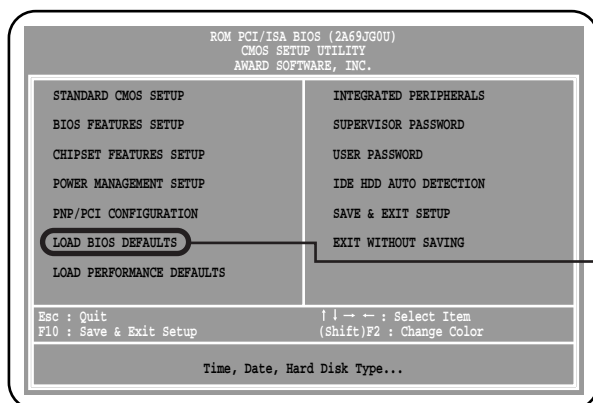 ROM PCI/ISA BIOS (2A69JG0U)
CMOS SETUP UTILITY
AWARD SOFTWARE, INC.
STANDARD CMOS SETUP
BIOS FEATURES SETUP
CHIPSET FEATURES SETUP
POWER MANAGEMENT SETUP
PNP/PCI CONFIGURATION
LOAD BIOS DEFAULTS
LOAD PERFORMANCE DEFAULTS
INTEGRATED PERIPHERALS
SUPERVISOR PASSWORD
USER PASSWORD
IDE HDD AUTO DETECTION
SAVE & EXIT SETUP
EXIT WITHOUT SAVING
Esc : Quit
F10 : Save & Exit Setup
↑ ↓ → ← : Select Item
(Shift)F2 : Change Color
Time, Date, Hard Disk Type...